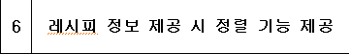 6 레시피 정보 제공 시 정렬 기능 제공